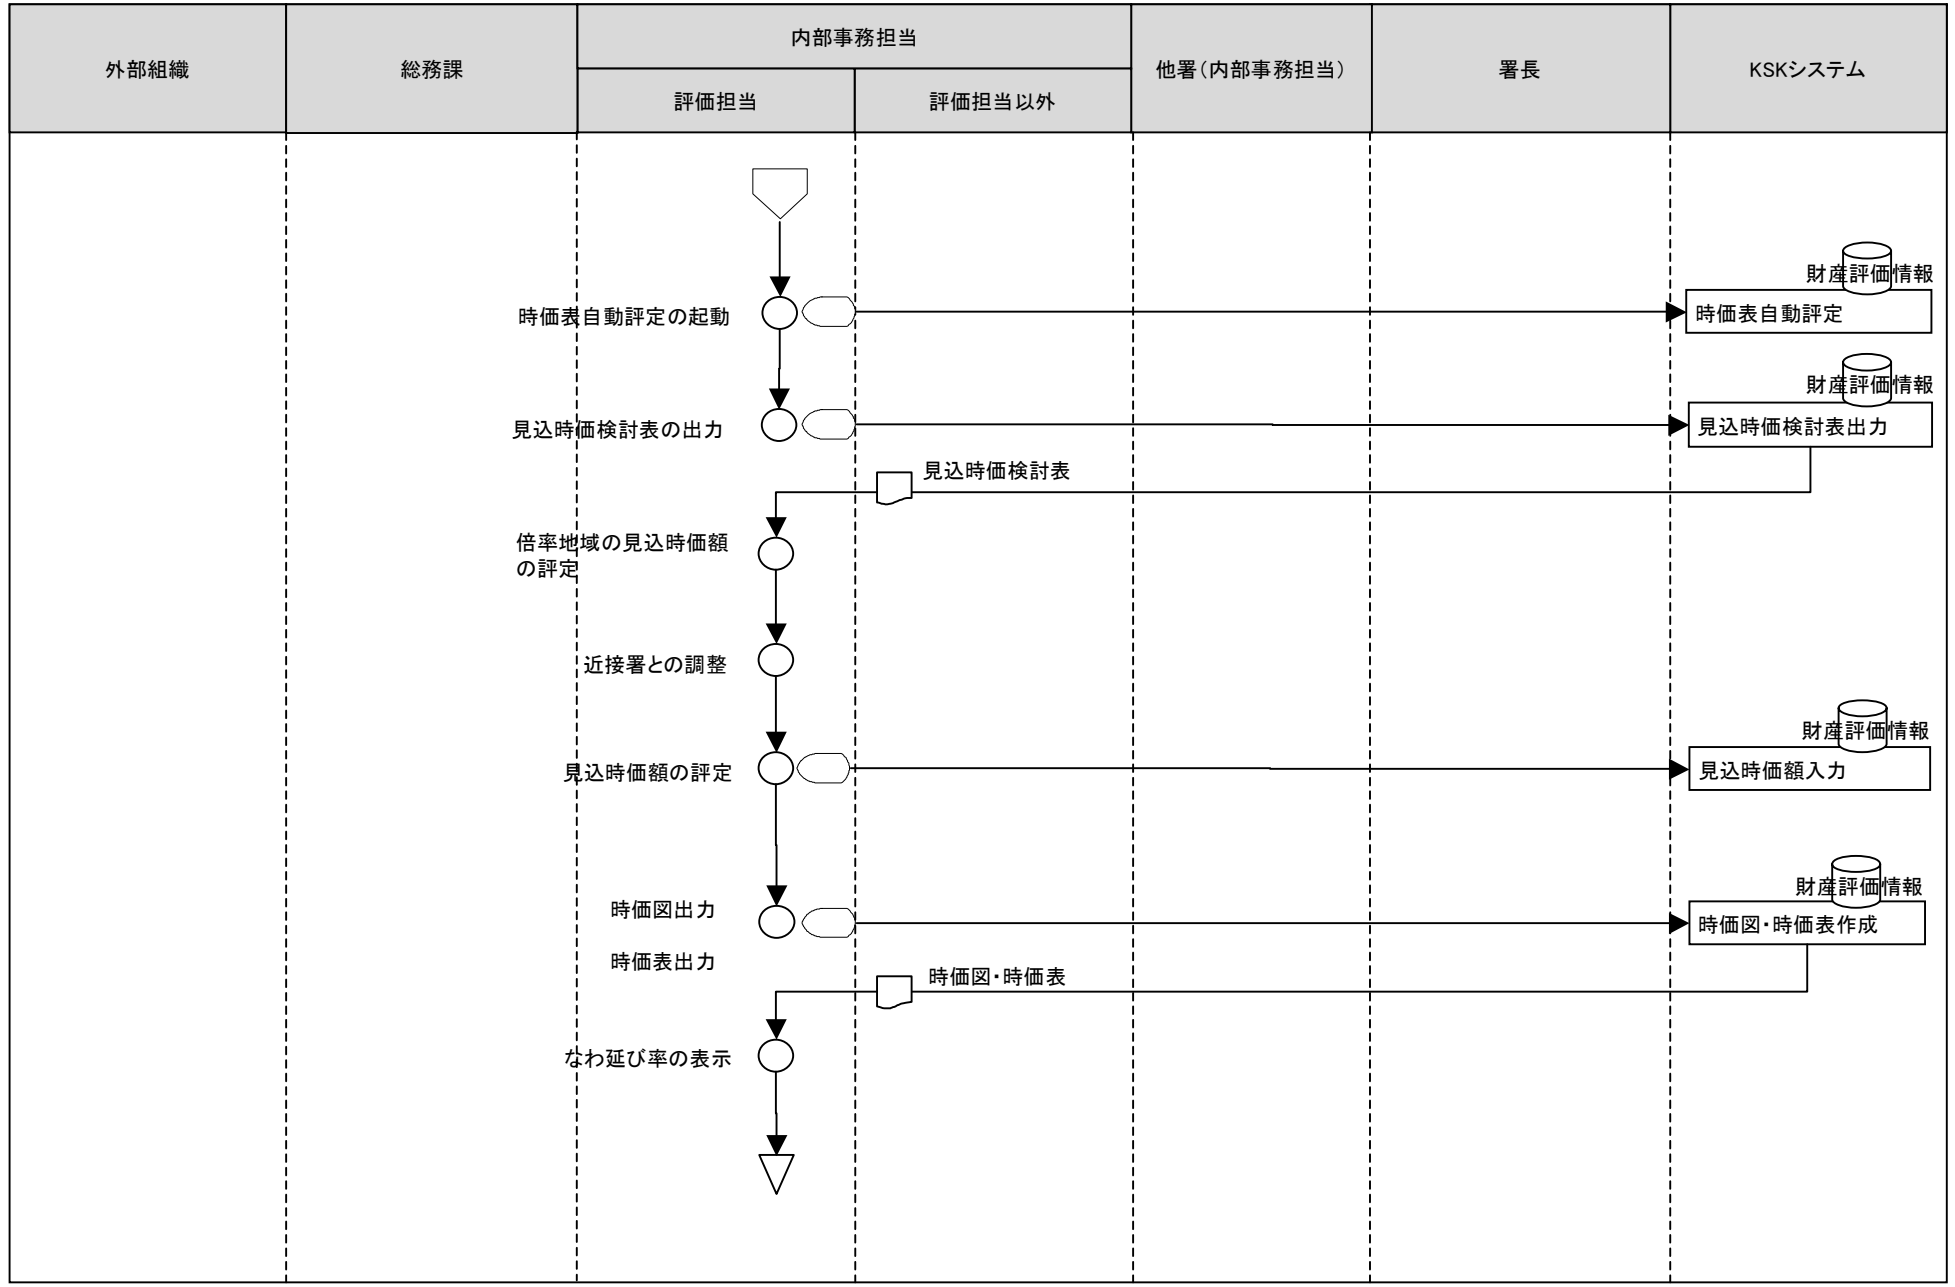 外部組織
総務課
内部事務担当
評価担当
評価担当以外
他署（内部事務担当）
署長
KSKシステム
財産評価情報
時価表自動評定の起動
時価表自動評定
財産評価情報
見込時価検討表の出力
見込時価検討表出力
見込時価検討表
倍率地域の見込時価額
の評定
近接署との調整
財産評価情報
見込時価額の評定
見込時価額入力
財産評価情報
時価図出力
時価図・時価表作成
時価表出力
時価図・時価表
なわ延び率の表示